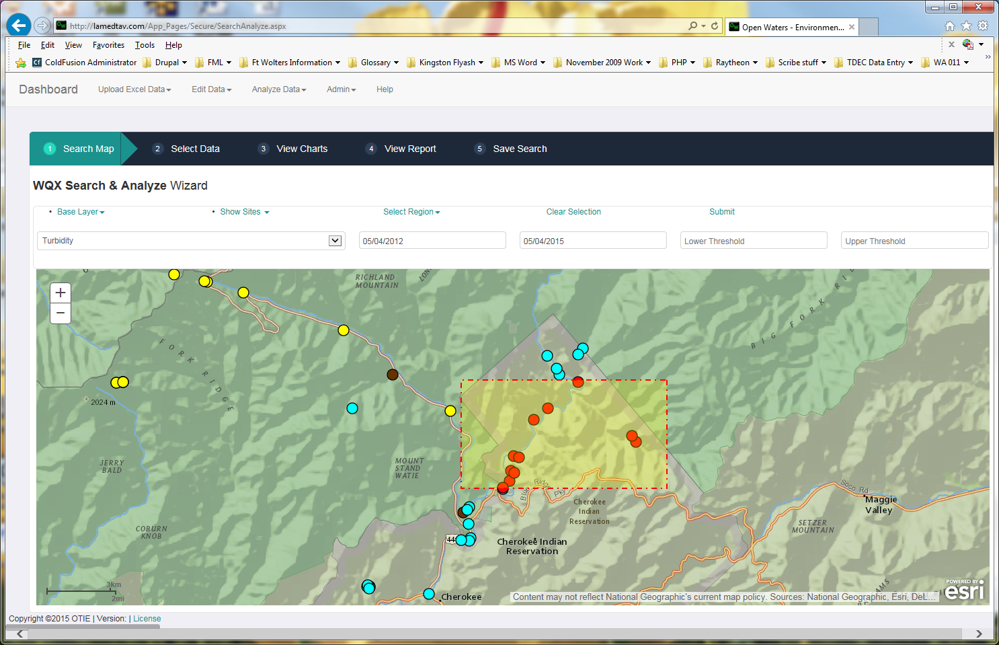 http://lamedtav.com/App_Pages/Secure/SearchAnalyze.aspx
Open Waters - Environmen...
File Edit View Favorites Tools Help
ColdFusion Administrator Drupal FML Ft Wolters Information Glossary Kingston Flyash MS Word November 2009 Work PHP Raytheon Scribe stuff TDEC Data Entry WA 011
Dashboard Upload Excel Data Edit Data Analyze Data Admin Help
1 Search Map 2 Select Data 3 View Charts 4 View Report 5 Save Search
WQX Search & Analyze Wizard
Base Layer Show Sites Select Region Clear Selection Submit
Turbidity 05/04/2012 05/04/2015 Lower Threshold Upper Threshold
RICHLAND
MOUNTAIN
BIG FORK RI
FORK RIDGE
2024 m
JERRY
BALD
MOUNT
STAND
WATIE
Blue Ridge Pky
Cherokee
Indian
Reservation
Soco Rd
Maggie
Valley
SETZER
MOUNTAIN
COBURN
KNOB
44
Cherokee Indian
Reservation
3km
2mi
Cherokee
Content may not reflect National Geographic's current map policy. Sources: National Geographic, Esri, DeL...
POWERED BY
esri
Copyright ©2015 OTIE | Version: | License